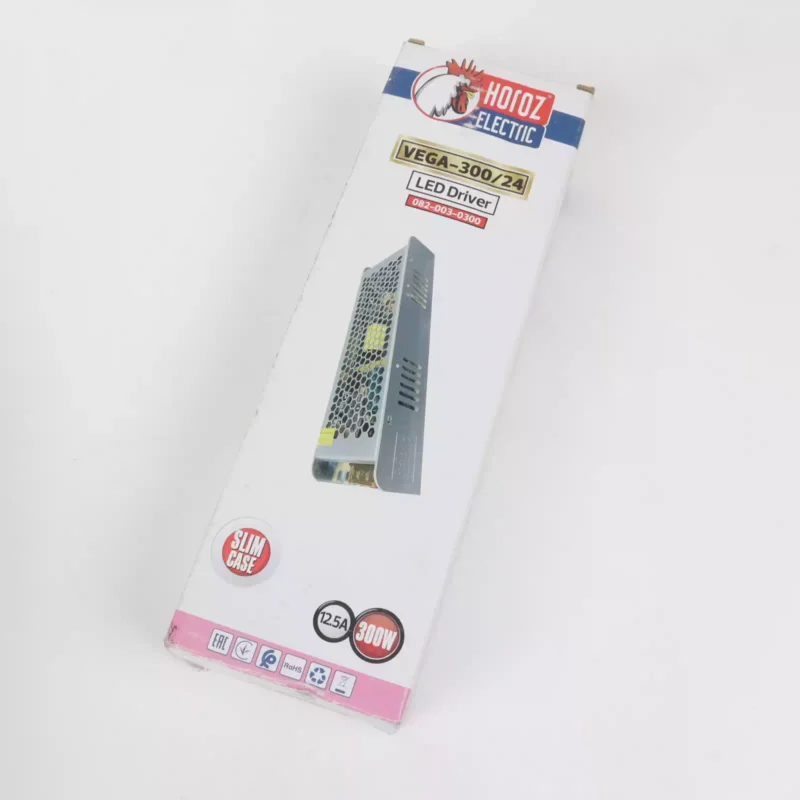 HOrOZ
ELECTrIC
VEGA-300/24
LED Driver
082-003-0300
SLIM
CASE
12.5A
300W
EAC
RoHS